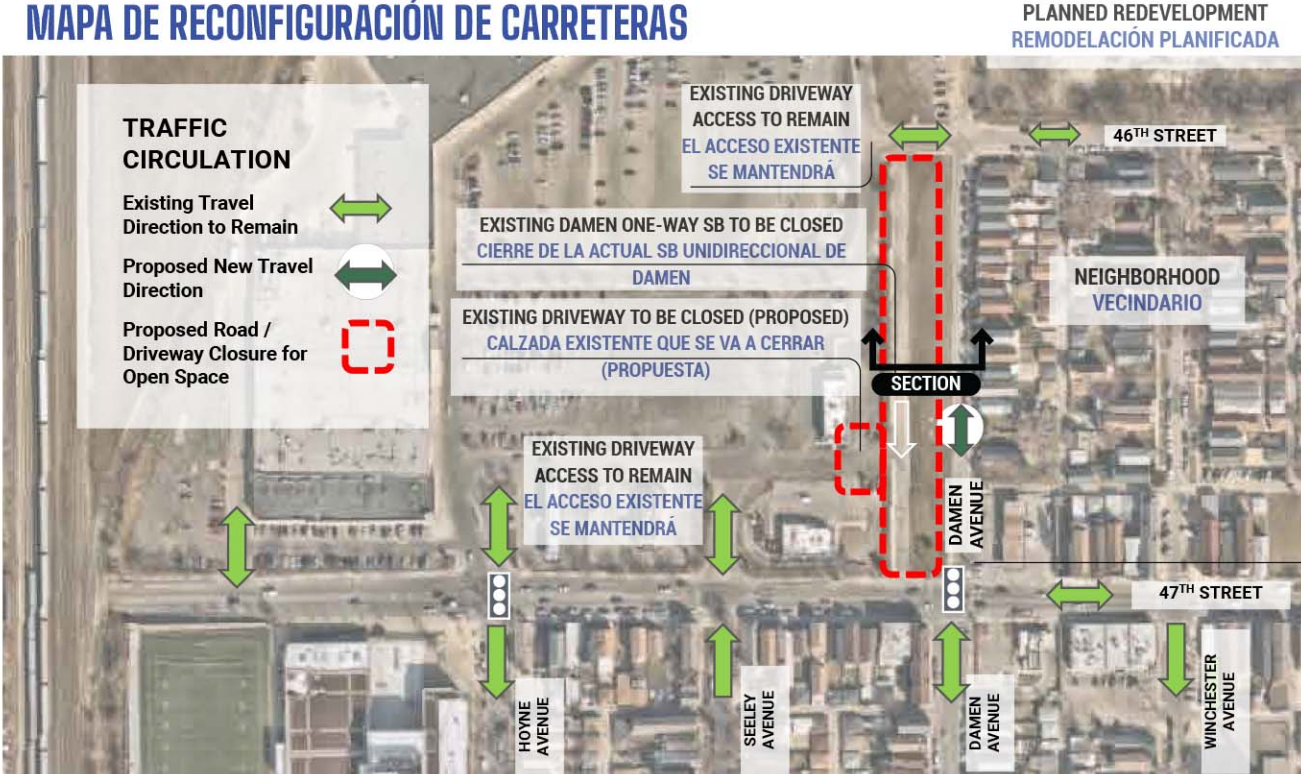 MAPA DE RECONFIGURACIÓN DE CARRETERAS
PLANNED REDEVELOPMENT
REMODELACIÓN PLANIFICADA
TRAFFIC
CIRCULATION
Existing Travel
Direction to Remain
Proposed New Travel
Direction
Proposed Road /
Driveway Closure for
Open Space
EXISTING DRIVEWAY
ACCESS TO REMAIN
EL ACCESO EXISTENTE
SE MANTENDRÁ
46TH STREET
EXISTING DAMEN ONE-WAY SB TO BE CLOSED
CIERRE DE LA ACTUAL SB UNIDIRECCIONAL DE
DAMEN
NEIGHBORHOOD
VECINDARIO
EXISTING DRIVEWAY TO BE CLOSED (PROPOSED)
CALZADA EXISTENTE QUE SE VA A CERRAR
(PROPUESTA)
SECTION
EXISTING DRIVEWAY
ACCESS TO REMAIN
EL ACCESO EXISTENTE
SE MANTENDRÁ
DAMEN
AVENUE
47TH STREET
HOYNE
AVENUE
SEELEY
AVENUE
DAMEN
AVENUE
WINCHESTER
AVENUE